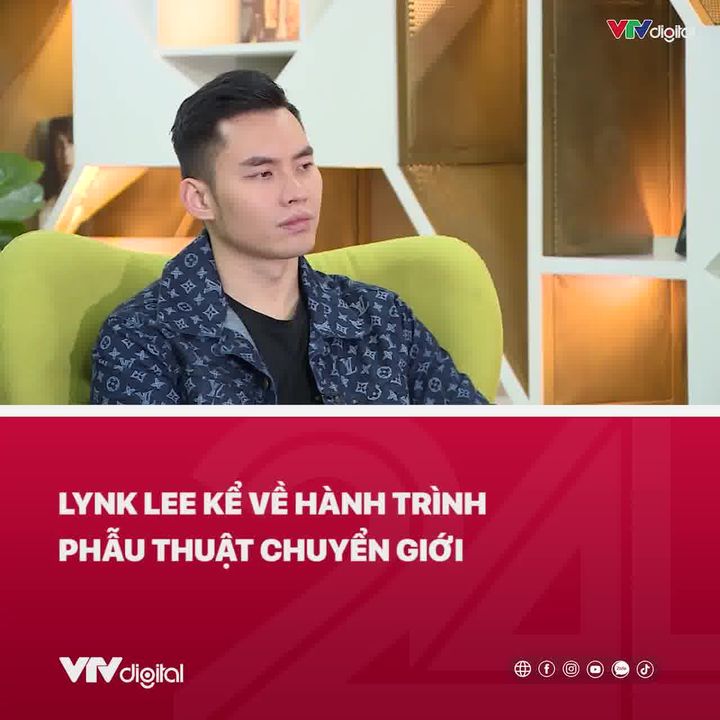 VTV digital
LYNK LEE KỂ VỀ HÀNH TRÌNH
PHẪU THUẬT CHUYỂN GIỚI
VTV digital
Zalo